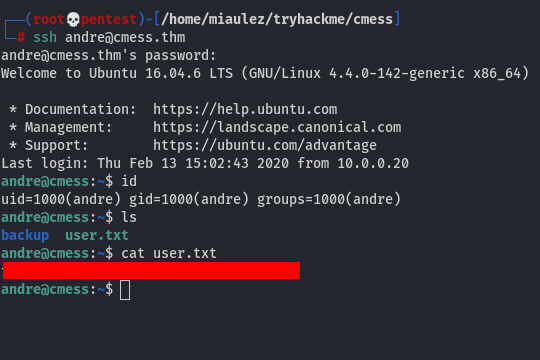 ┌──(root💀pentest)-[/home/miaulez/tryhackme/cmess]
└─# ssh andre@cmess.thm
andre@cmess.thm's password:
Welcome to Ubuntu 16.04.6 LTS (GNU/Linux 4.4.0-142-generic x86_64)
* Documentation:  https://help.ubuntu.com
* Management:     https://landscape.canonical.com
* Support:        https://ubuntu.com/advantage
Last login: Thu Feb 13 15:02:43 2020 from 10.0.0.20
andre@cmess:~$ id
uid=1000(andre) gid=1000(andre) groups=1000(andre)
andre@cmess:~$ ls
backup  user.txt
andre@cmess:~$ cat user.txt
andre@cmess:~$